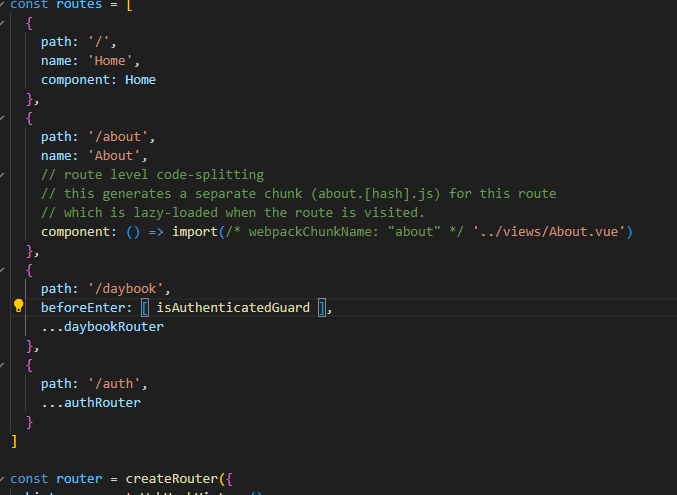 const routes = [
{
path: '/',
name: 'Home',
component: Home
},
{
path: '/about',
name: 'About',
// route level code-splitting
// this generates a separate chunk (about.[hash].js) for this route
// which is lazy-loaded when the route is visited.
component: () => import(/* webpackChunkName: "about" */ '../views/About.vue')
},
{
path: '/daybook',
beforeEnter: [ isAuthenticatedGuard ],
...daybookRouter
},
{
path: '/auth',
...authRouter
}
]
const router = createRouter({